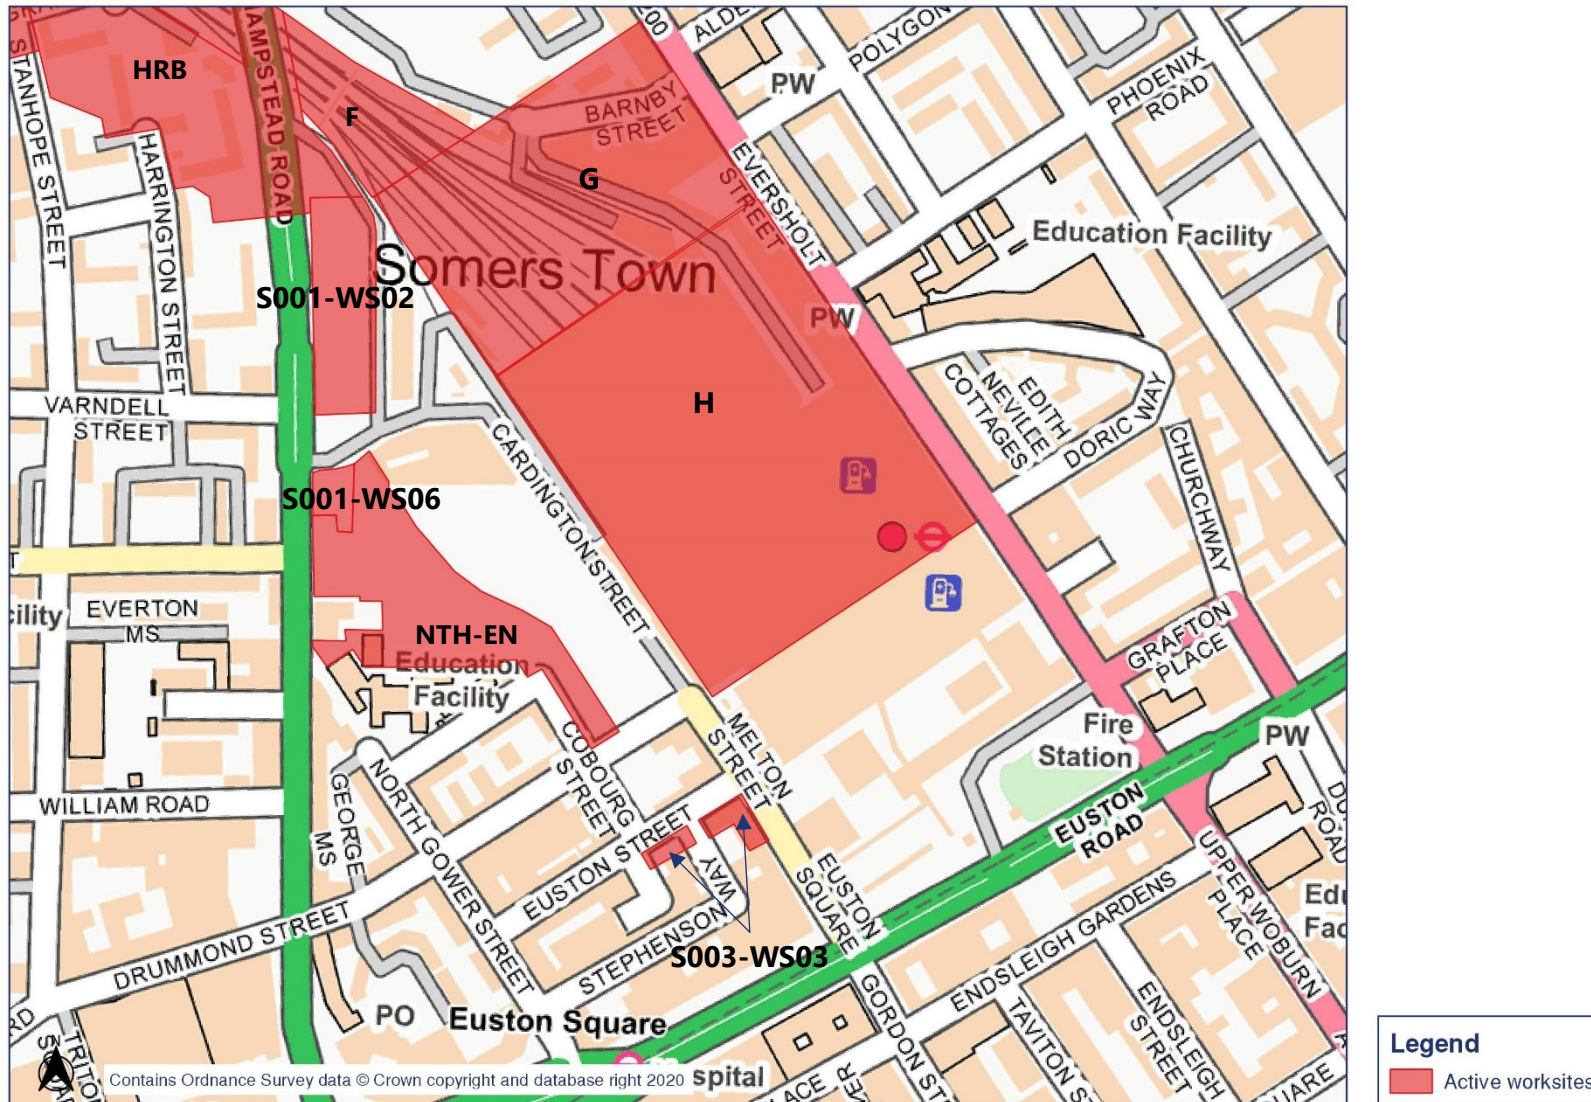 HRB
F
G
H
S001-WS02
S001-WS06
NTH-EN
S003-WS03
Somers Town
STANHOPE STREET
HARRINGTON STREET
HAMPSTEAD ROAD
VARNDELL
STREET
EVERTON
MS
WILLIAM ROAD
GEORGE
MS
DRUMMOND STREET
NORTH GOWER STREET
COBOURG
STREET
EUSTON STREET
STEPHENSON WAY
CARDINGTON STREET
MELTON
STREET
EUSTON
SQUARE
BARNBY
STREET
EVERSHOLT
STREET
POLYGON
PHOENIX
ROAD
PW
Education Facility
PW
COTTAGES
NEVILLE
EDITH
DORIC WAY
CHURCHWAY
GRAFTON
PLACE
Fire
Station
PW
EUSTON
ROAD
UPPER WOBURN
PLACE
ENDSLEIGH GARDENS
ENDSLEIGH
STREET
TAVITON
GORDON
Education
Facility
PO
Euston Square
Contains Ordnance Survey data © Crown copyright and database right 2020
Legend
Active worksites